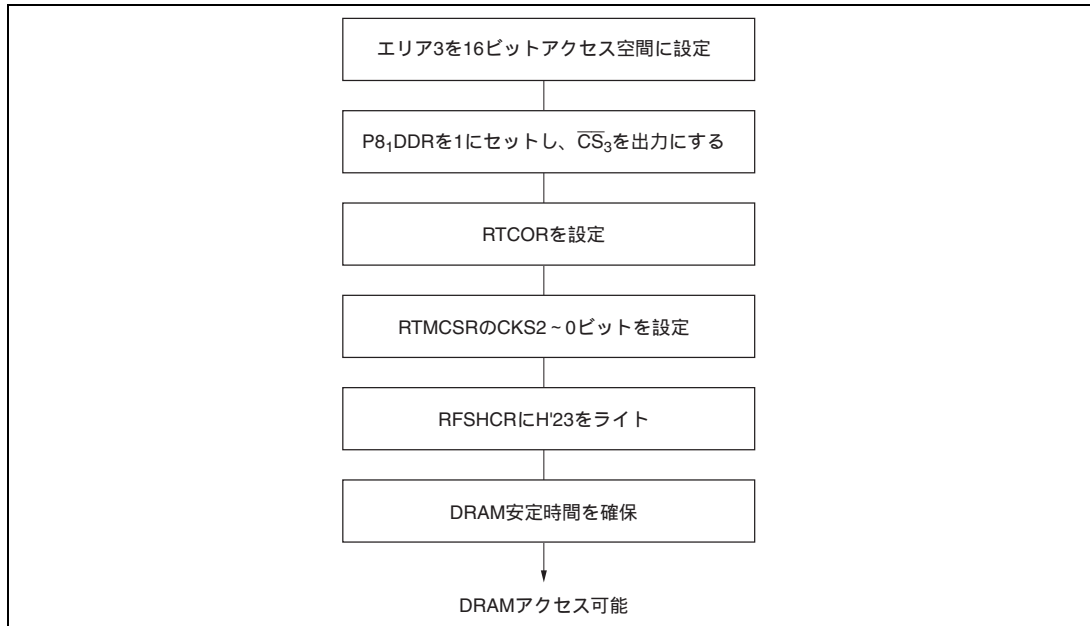 エリア3を16ビットアクセス空間に設定
P8₁DDRを1にセットし、C̅S̅₃を出力にする
RTCORを設定
RTMCSRのCKS2~0ビットを設定
RFSHCRにH'23をライト
DRAM安定時間を確保
DRAMアクセス可能